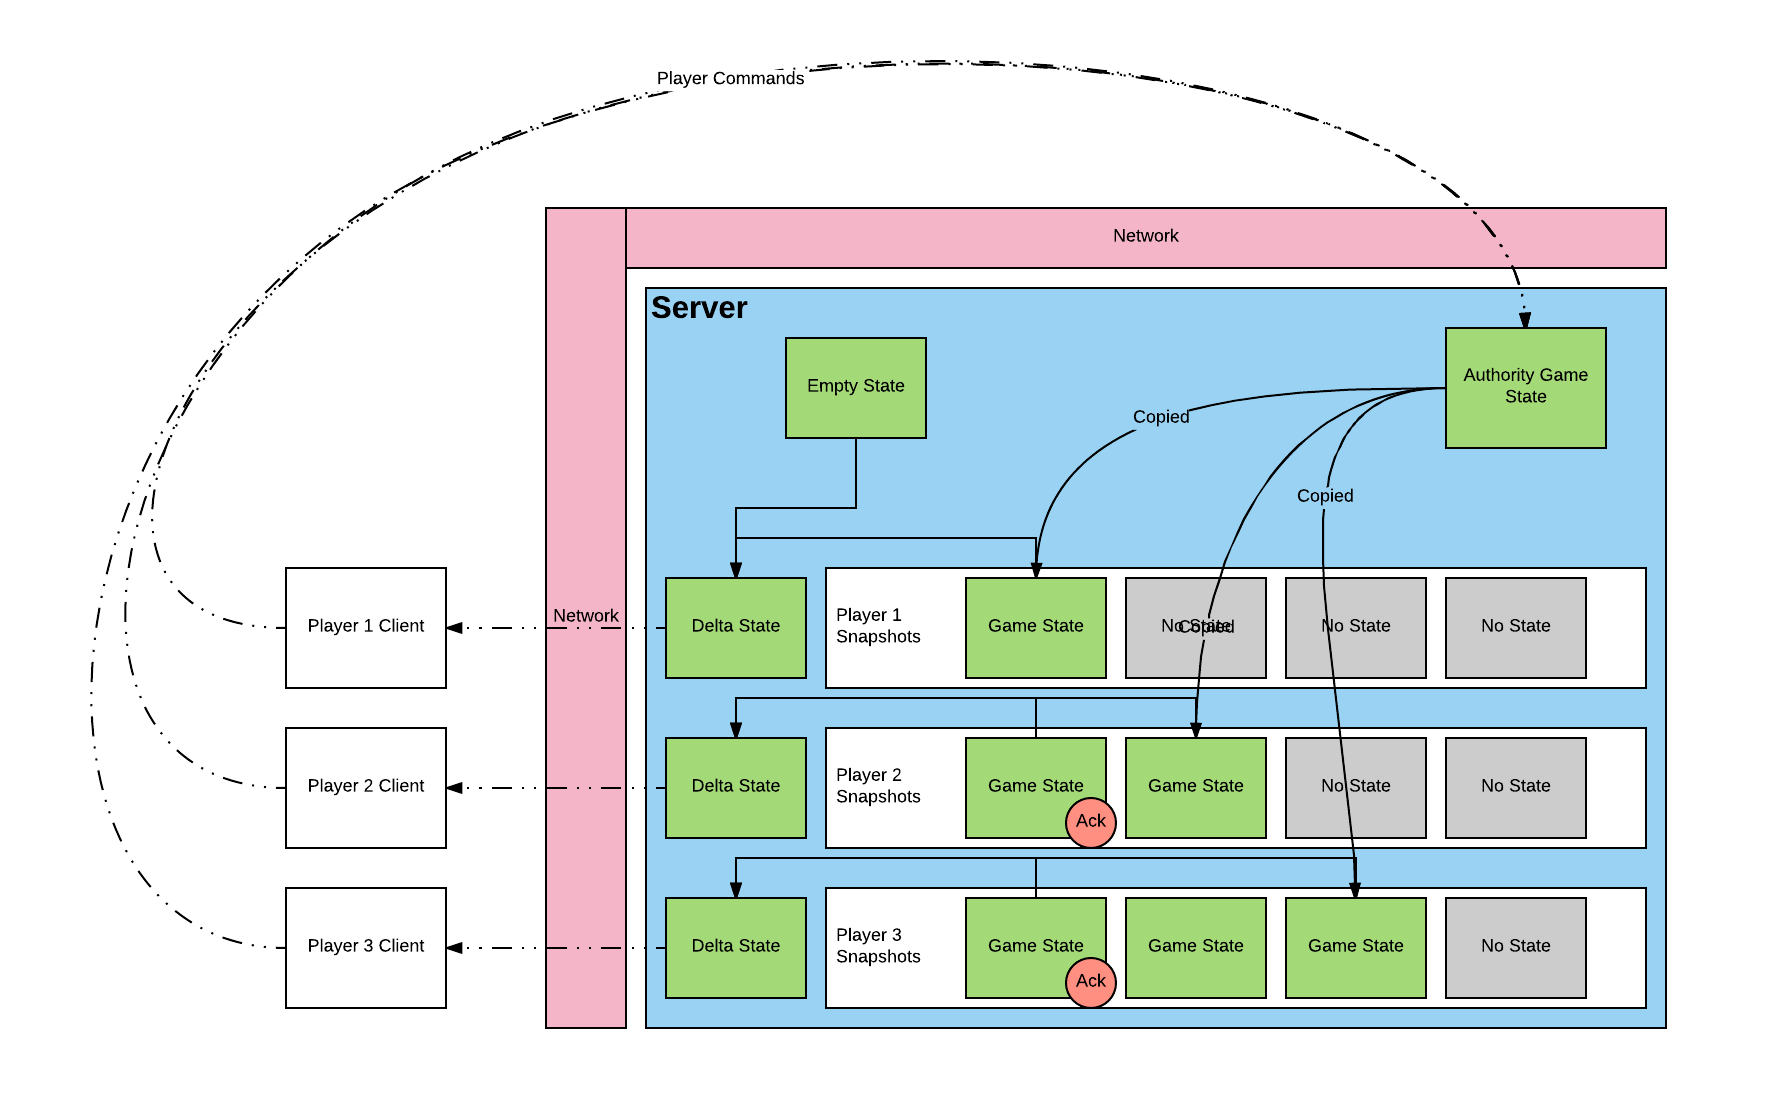 Player Commands
Network
Server
Empty State
Authority Game
State
Copied
Copied
Network
Player 1 Client
Delta State
Player 1
Snapshots
Game State
No State
Copied
No State
No State
Player 2 Client
Delta State
Player 2
Snapshots
Game State
Ack
Game State
No State
No State
Player 3 Client
Delta State
Player 3
Snapshots
Game State
Ack
Game State
Game State
No State